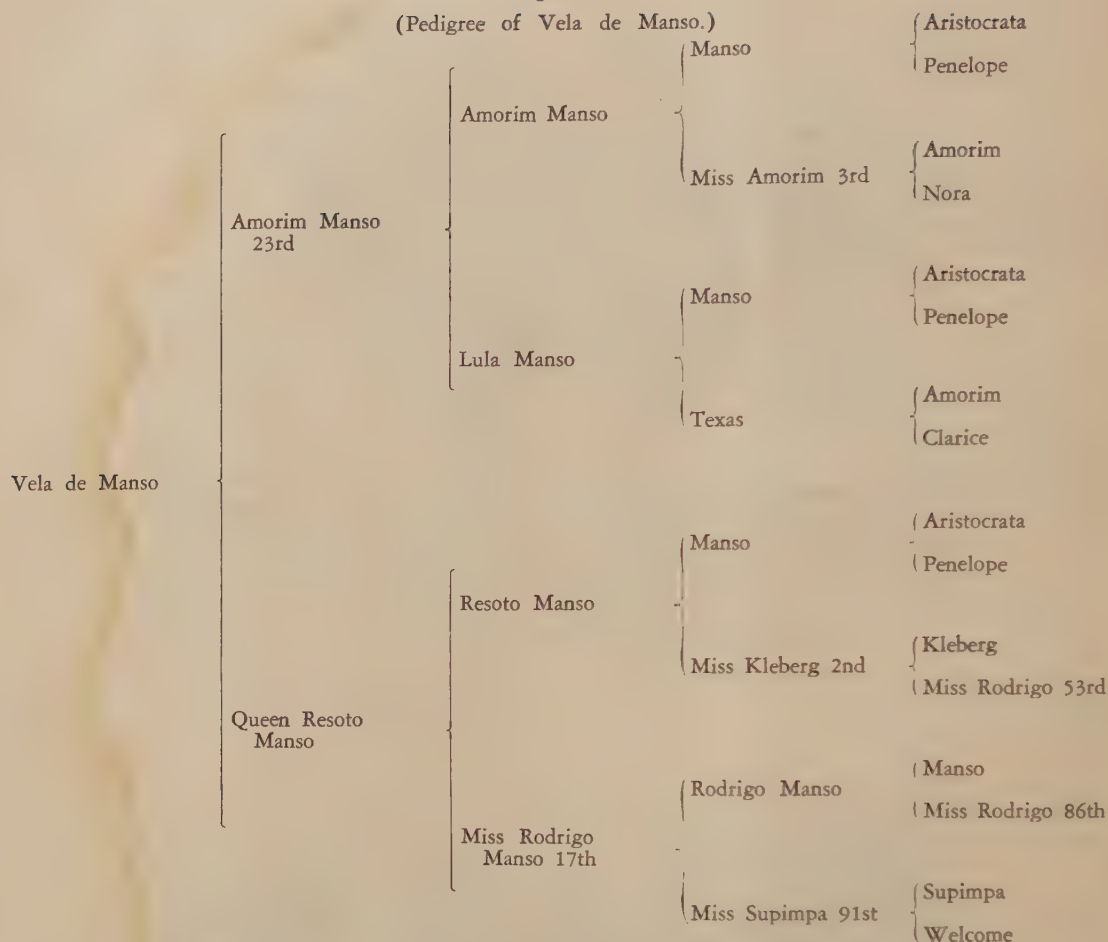 (Pedigree of Vela de Manso.)
Aristocrata
Manso
Penelope
Amorim Manso
Amorim
Miss Amorim 3rd
Nora
Amorim Manso
23rd
Aristocrata
Manso
Penelope
Lula Manso
Amorim
Texas
Clarice
Vela de Manso
Aristocrata
Manso
Penelope
Resoto Manso
Kleberg
Miss Kleberg 2nd
Miss Rodrigo 53rd
Queen Resoto
Manso
Manso
Rodrigo Manso
Miss Rodrigo 86th
Miss Rodrigo
Manso 17th
Supimpa
Miss Supimpa 91st
Welcome